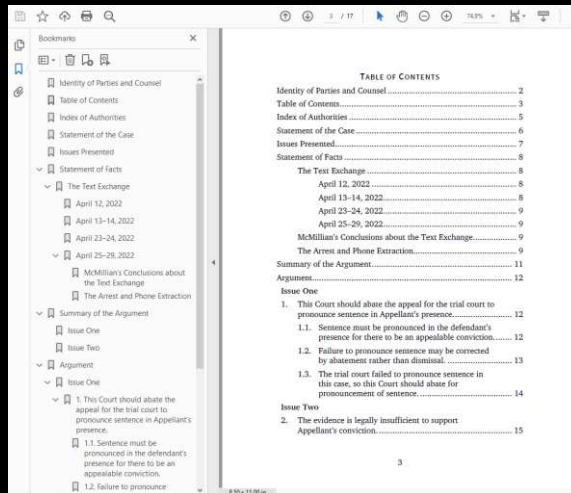 3 / 17
74.9%
Bookmarks
Identity of Parties and Counsel
Table of Contents
Index of Authorities
Statement of the Case
Issues Presented
Statement of Facts
The Text Exchange
April 12, 2022
April 13–14, 2022
April 23–24, 2022
April 25–29, 2022
McMillian's Conclusions about
the Text Exchange
The Arrest and Phone Extraction
Summary of the Argument
Issue One
Issue Two
Argument
Issue One
1. This Court should abate the
appeal for the trial court to
pronounce sentence in Appellant's
presence.
1.1. Sentence must be
pronounced in the defendant's
presence for there to be an
appealable conviction.
1.2. Failure to pronounce
TABLE OF CONTENTS
Identity of Parties and Counsel ... 2
Table of Contents ... 3
Index of Authorities ... 5
Statement of the Case ... 6
Issues Presented ... 7
Statement of Facts ... 8
The Text Exchange ... 8
April 12, 2022 ... 8
April 13–14, 2022 ... 8
April 23–24, 2022 ... 9
April 25–29, 2022 ... 9
McMillian's Conclusions about the Text Exchange ... 9
The Arrest and Phone Extraction ... 9
Summary of the Argument ... 11
Argument ... 12
Issue One
1. This Court should abate the appeal for the trial court to
pronounce sentence in Appellant's presence. ... 12
1.1. Sentence must be pronounced in the defendant's
presence for there to be an appealable conviction. ... 12
1.2. Failure to pronounce sentence may be corrected
by abatement rather than dismissal. ... 13
1.3. The trial court failed to pronounce sentence in
this case, so this Court should abate for
pronouncement of sentence. ... 14
Issue Two
2. The evidence is legally insufficient to support
Appellant's conviction. ... 15
3
8.50 x 11.00 in